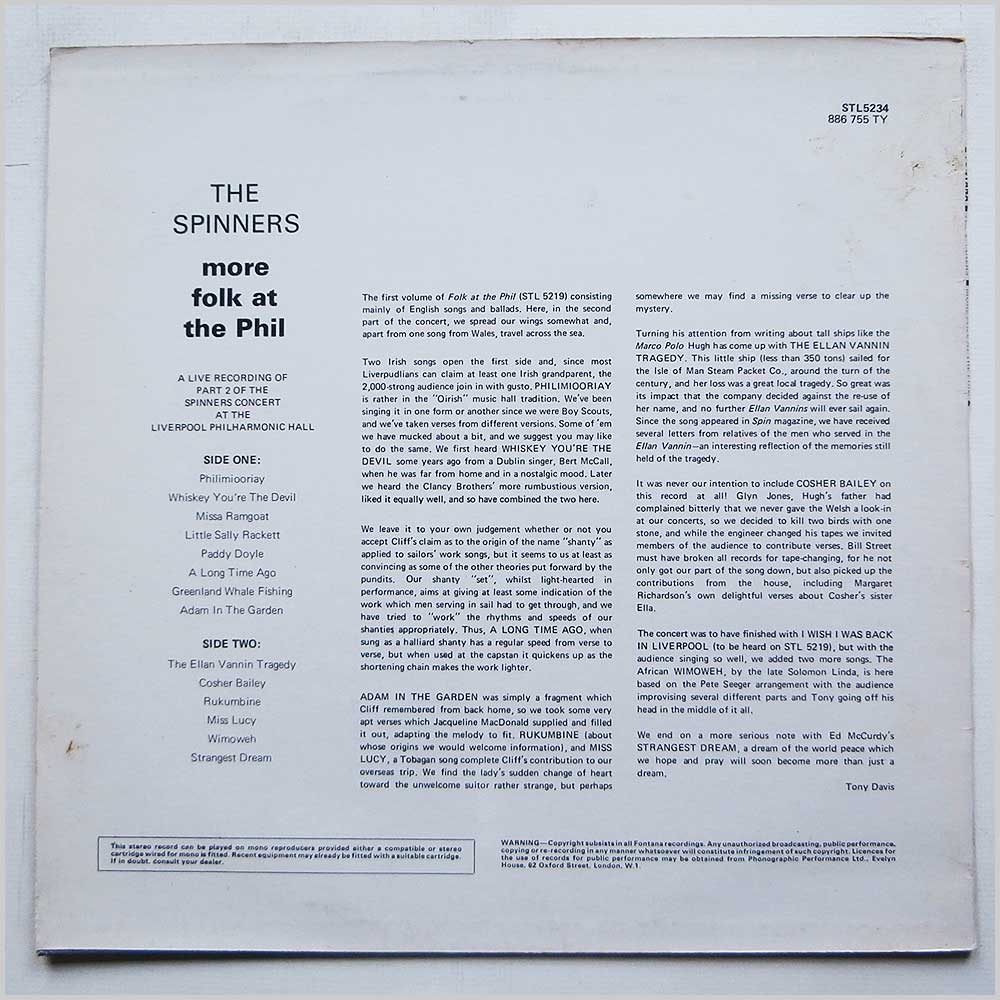 STL5234
886 755 TY
THE
SPINNERS
more
folk at
the Phil
A LIVE RECORDING OF
PART 2 OF THE
SPINNERS CONCERT
AT THE
LIVERPOOL PHILHARMONIC HALL
SIDE ONE:
Philimiooriay
Whiskey You're The Devil
Missa Ramgoat
Little Sally Rackett
Paddy Doyle
A Long Time Ago
Greenland Whale Fishing
Adam In The Garden
SIDE TWO:
The Ellan Vannin Tragedy
Cosher Bailey
Rukumbine
Miss Lucy
Wimoweh
Strangest Dream
The first volume of Folk at the Phil (STL 5219) consisting
mainly of English songs and ballads. Here, in the second
part of the concert, we spread our wings somewhat and,
apart from one song from Wales, travel across the sea.
Two Irish songs open the first side and, since most
Liverpudlians can claim at least one Irish grandparent, the
2,000-strong audience join in with gusto. PHILIMIOORIAY
is rather in the "Oirish" music hall tradition. We've been
singing it in one form or another since we were Boy Scouts,
and we've taken verses from different versions. Some of 'em
we have mucked about a bit, and we suggest you may like
to do the same. We first heard WHISKEY YOU'RE THE
DEVIL some years ago from a Dublin singer, Bert McCall,
when he was far from home and in a nostalgic mood. Later
we heard the Clancy Brothers' more rumbustious version,
liked it equally well, and so have combined the two here.
We leave it to your own judgement whether or not you
accept Cliff's claim as to the origin of the name "shanty" as
applied to sailors' work songs, but it seems to us at least as
convincing as some of the other theories put forward by the
pundits. Our shanty "set", whilst light-hearted in
performance, aims at giving at least some indication of the
work which men serving in sail had to get through, and we
have tried to "work" the rhythms and speeds of our
shanties appropriately. Thus, A LONG TIME AGO, when
sung as a halliard shanty has a regular speed from verse to
verse, but when used at the capstan it quickens up as the
shortening chain makes the work lighter.
ADAM IN THE GARDEN was simply a fragment which
Cliff remembered from back home, so we took some very
apt verses which Jacqueline MacDonald supplied and filled
it out, adapting the melody to fit. RUKUMBINE (about
whose origins we would welcome information), and MISS
LUCY, a Tobagan song complete Cliff's contribution to our
overseas trip. We find the lady's sudden change of heart
toward the unwelcome suitor rather strange, but perhaps
somewhere we may find a missing verse to clear up the
mystery.
Turning his attention from writing about tall ships like the
Marco Polo Hugh has come up with THE ELLAN VANNIN
TRAGEDY. This little ship (less than 350 tons) sailed for
the Isle of Man Steam Packet Co., around the turn of the
century, and her loss was a great local tragedy. So great was
its impact that the company decided against the re-use of
her name, and no further Ellan Vannins will ever sail again.
Since the song appeared in Spin magazine, we have received
several letters from relatives of the men who served in the
Ellan Vannin—an interesting reflection of the memories still
held of the tragedy.
It was never our intention to include COSHER BAILEY on
this record at all! Glyn Jones, Hugh's father had
complained bitterly that we never gave the Welsh a look-in
at our concerts, so we decided to kill two birds with one
stone, and while the engineer changed his tapes we invited
members of the audience to contribute verses. Bill Street
must have broken all records for tape-changing, for he not
only got our part of the song down, but also picked up the
contributions from the house, including Margaret
Richardson's own delightful verses about Cosher's sister
Ella.
The concert was to have finished with I WISH I WAS BACK
IN LIVERPOOL (to be heard on STL 5219), but with the
audience singing so well, we added two more songs. The
African WIMOWEH, by the late Solomon Linda, is here
based on the Pete Seeger arrangement with the audience
improvising several different parts and Tony going off his
head in the middle of it all.
We end on a more serious note with Ed McCurdy's
STRANGEST DREAM, a dream of the world peace which
we hope and pray will soon become more than just a
dream.
Tony Davis
This stereo record can be played on mono reproducers provided either a compatible or stereo
cartridge wired for mono is fitted. Recent equipment may already be fitted with a suitable cartridge.
If in doubt, consult your dealer.
WARNING—Copyright subsists in all Fontana recordings. Any unauthorized broadcasting, public performance,
copying or re-recording in any manner whatsoever will constitute infringement of such copyright. Licences for
the use of records for public performance may be obtained from Phonographic Performance Ltd., Evelyn
House, 62 Oxford Street, London, W.1.